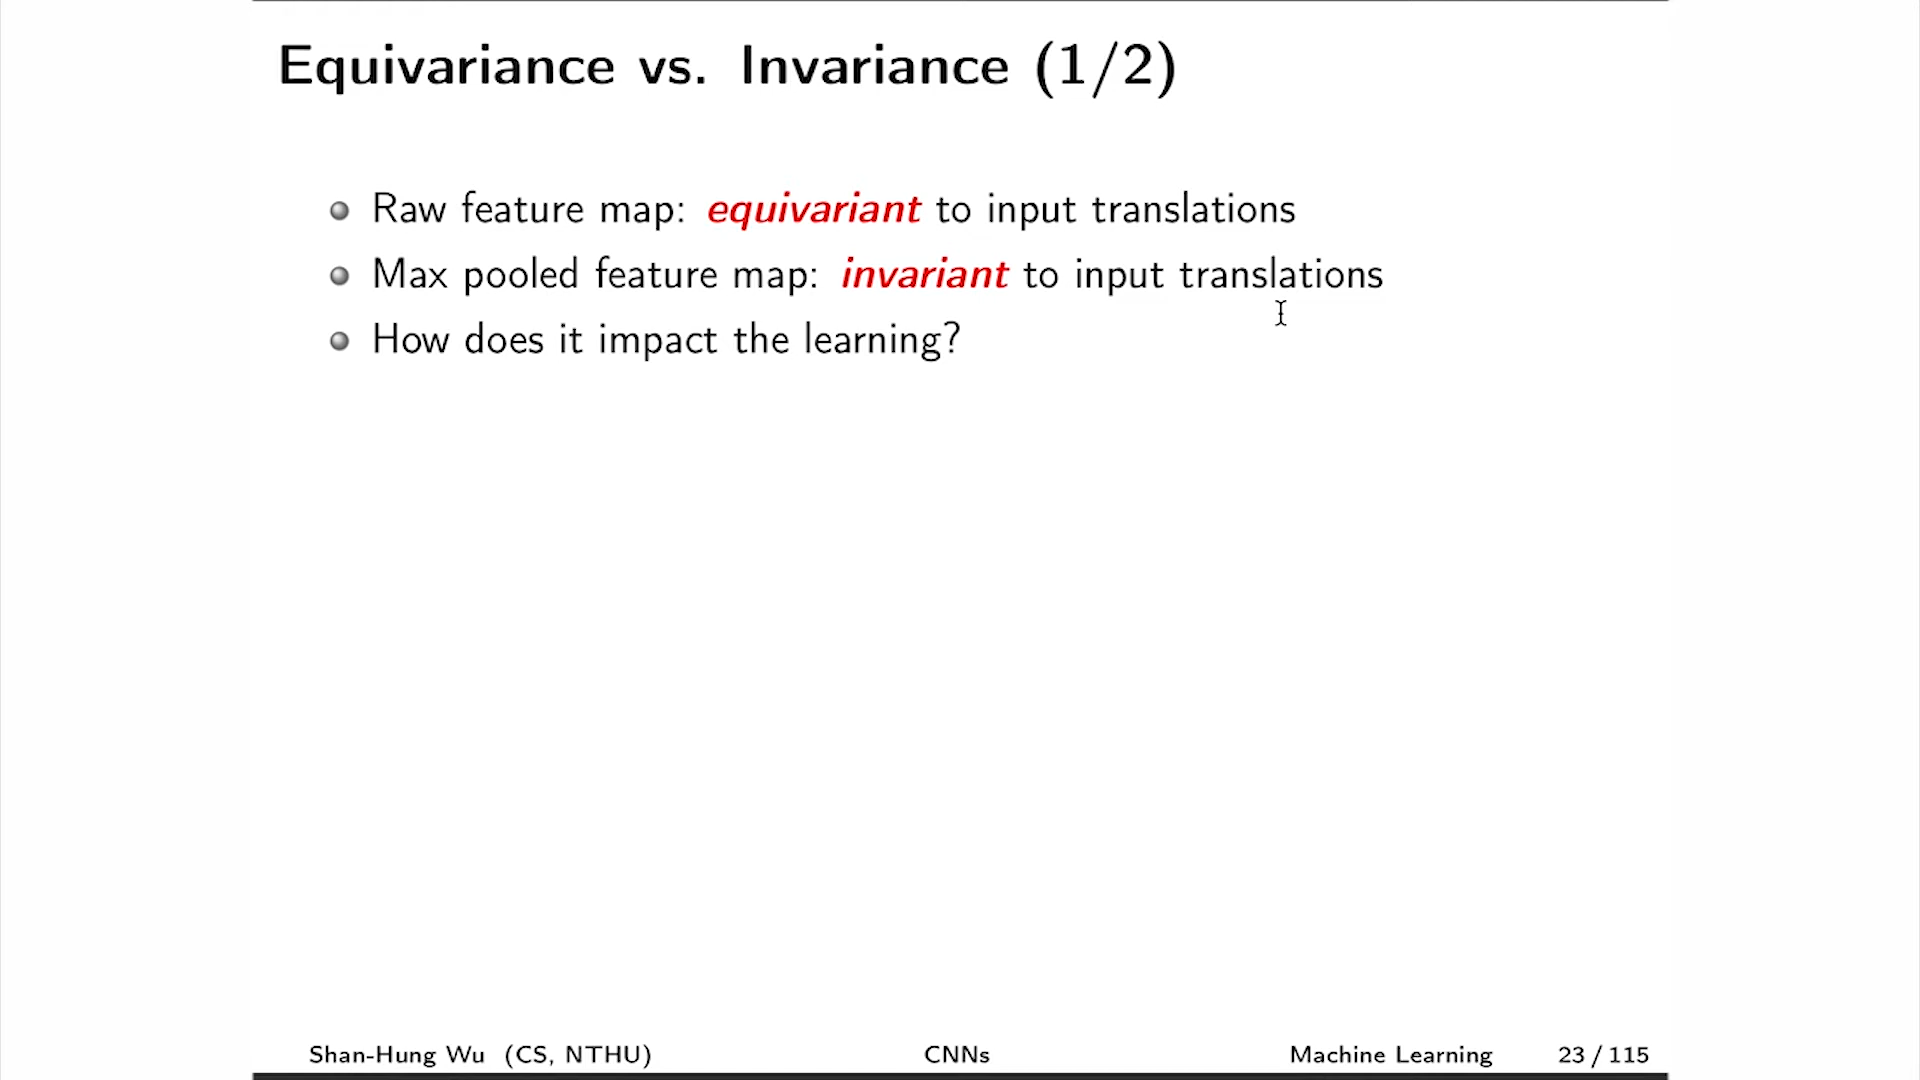 Equivariance vs. Invariance (1/2)
Raw feature map: equivariant to input translations
Max pooled feature map: invariant to input translations
How does it impact the learning?
Shan-Hung Wu (CS, NTHU) CNNs Machine Learning 23 / 115